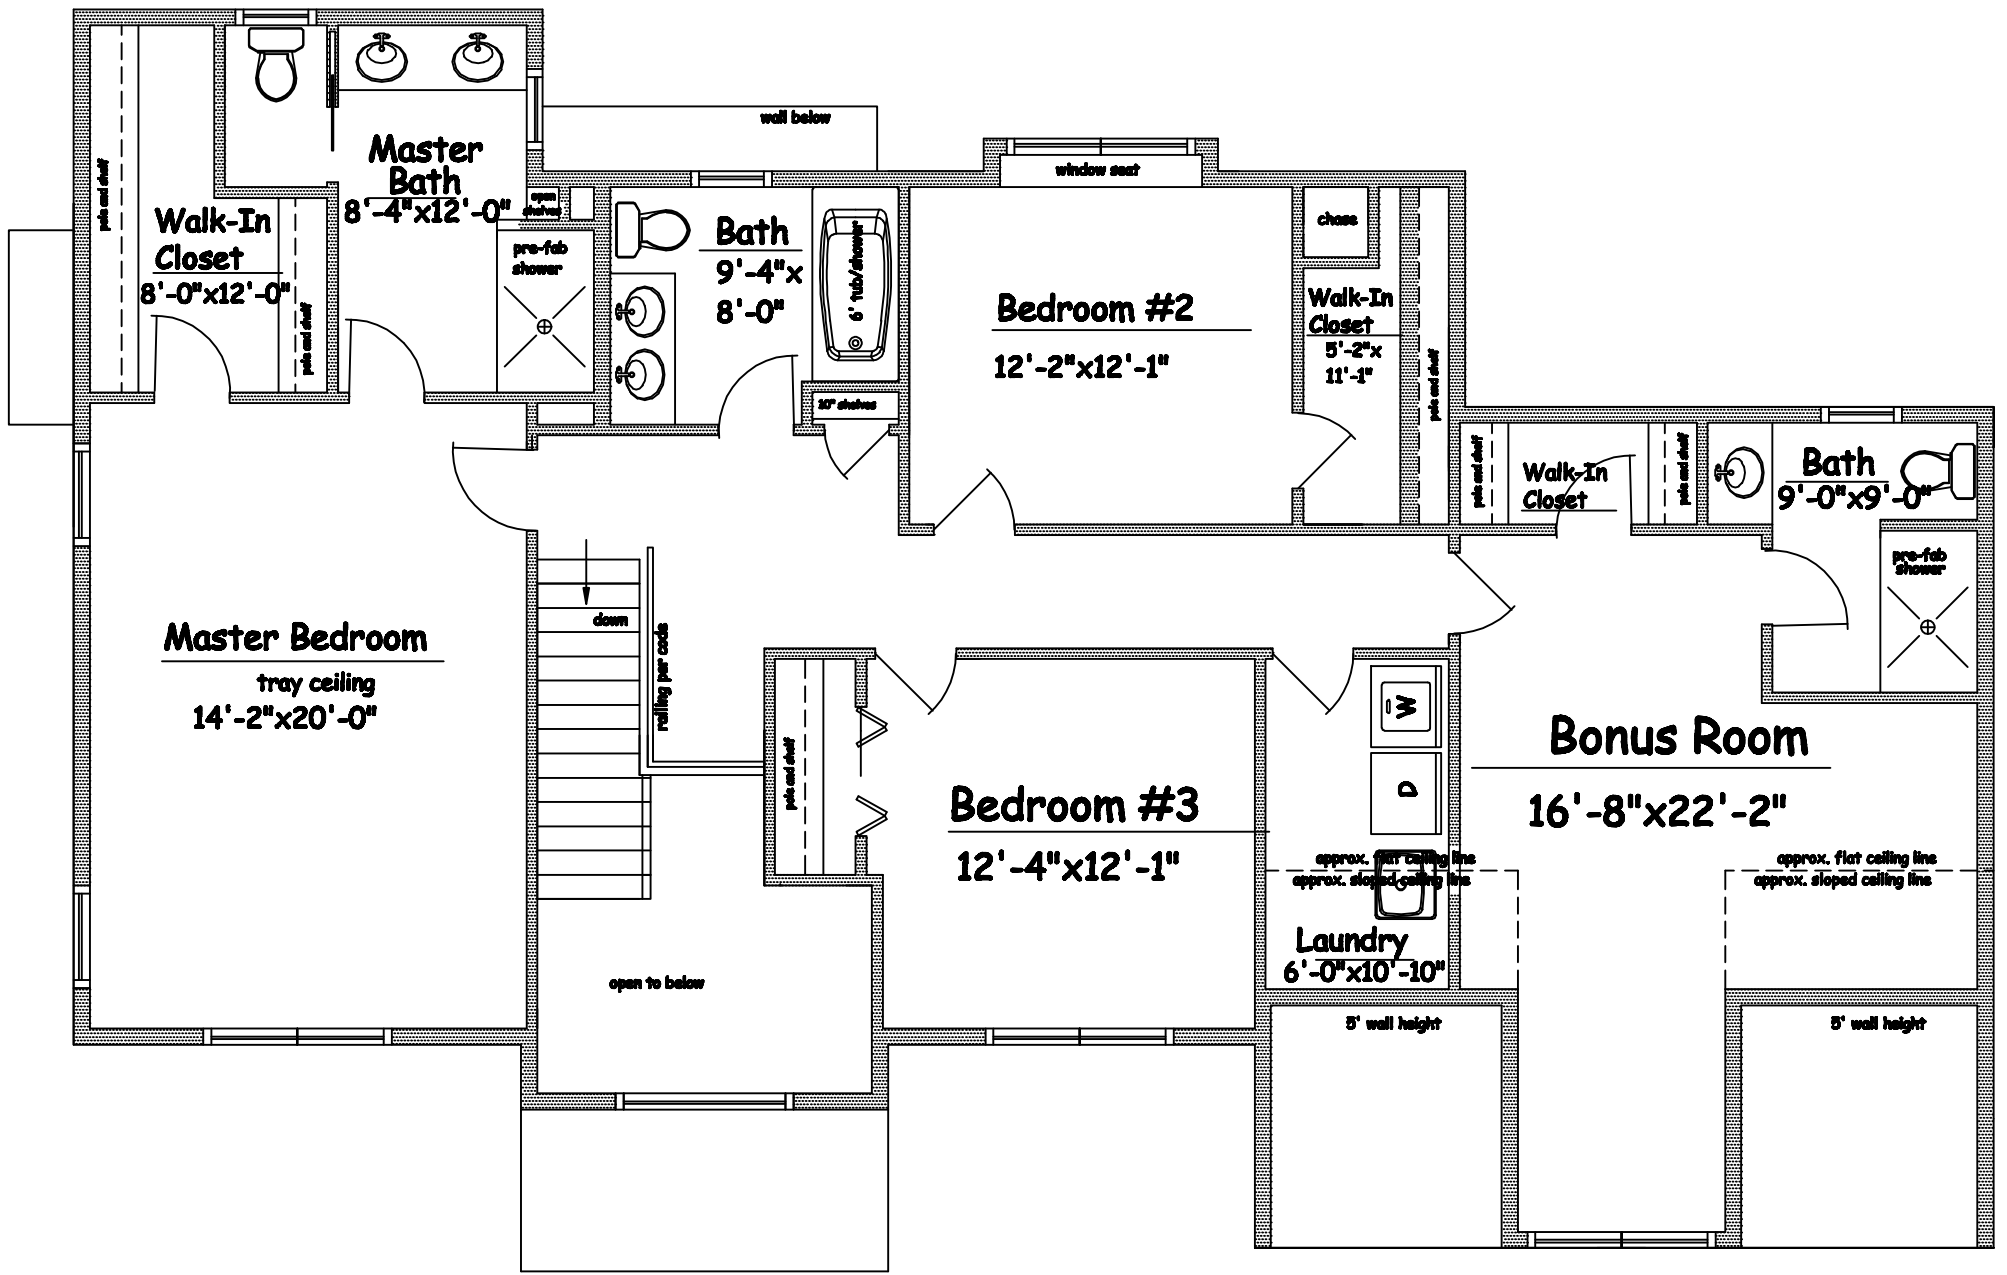 wall below
window seat
pole and shelf
Master
Bath
8'-4"x12'-0"
open
shelves
Walk-In
Closet
8'-0"x12'-0"
pole and shelf
pre-fab
shower
Bath
9'-4"x
8'-0"
6' tub/shower
10" shelves
Bedroom #2
12'-2"x12'-1"
chase
Walk-In
Closet
5'-2"x
11'-1"
pole and shelf
pole and shelf
Walk-In
Closet
pole and shelf
Bath
9'-0"x9'-0"
pre-fab
shower
Master Bedroom
tray ceiling
14'-2"x20'-0"
down
railing per code
pole and shelf
Bedroom #3
12'-4"x12'-1"
W
D
Bonus Room
16'-8"x22'-2"
approx. flat ceiling line
approx. sloped ceiling line
approx. flat ceiling line
approx. sloped ceiling line
Laundry
6'-0"x10'-10"
open to below
5' wall height
5' wall height